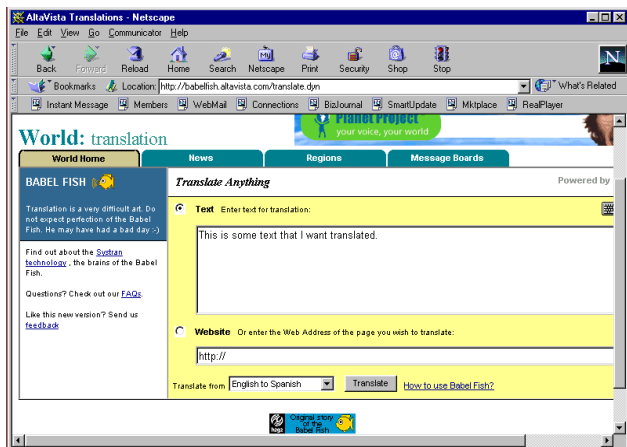 AltaVista Translations - Netscape
File Edit View Go Communicator Help
Back Forward Reload Home Search Netscape Print Security Shop Stop
N
Bookmarks Location: http://babelfish.altavista.com/translate.dyn What's Related
Instant Message Members WebMail Connections BizJournal SmartUpdate Mktplace RealPlayer
Planet Project
your voice, your world
World: translation
World Home News Regions Message Boards
BABEL FISH
Translation is a very difficult art. Do
not expect perfection of the Babel
Fish. He may have had a bad day :-)
Find out about the Systran
technology , the brains of the Babel
Fish.
Questions? Check out our FAQs.
Like this new version? Send us
feedback
Translate Anything Powered by
Text Enter text for translation:
This is some text that I want translated.
Website Or enter the Web Address of the page you wish to translate:
http://
Translate from English to Spanish Translate How to use Babel Fish?
h2g2
Original story
of the
Babel Fish